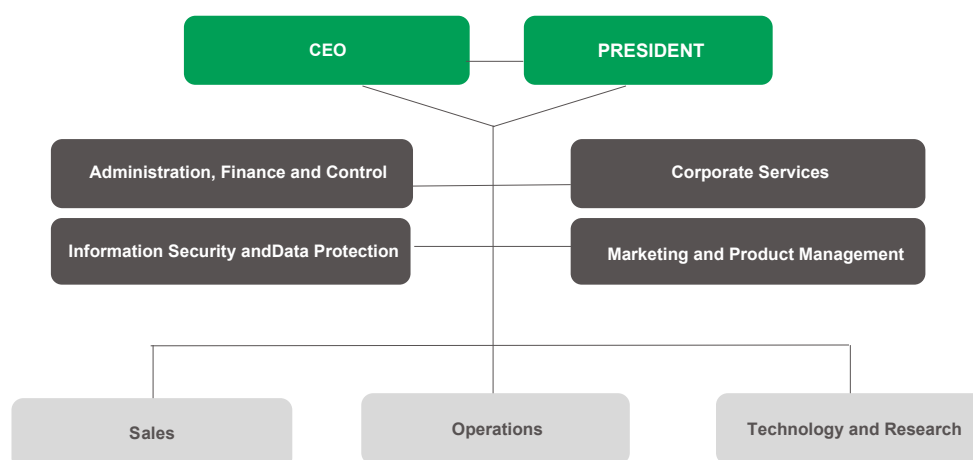 CEO
PRESIDENT
Administration, Finance and Control
Corporate Services
Information Security andData Protection
Marketing and Product Management
Sales
Operations
Technology and Research